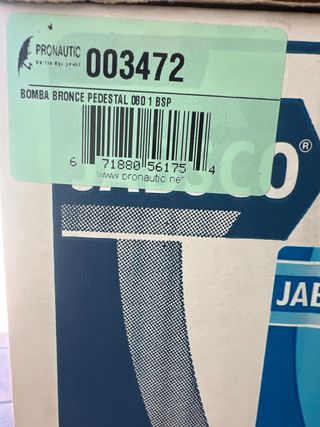 PRONAUTIC 003472
BOMBA BRONCE PEDESTAL 080 1 BSP
6 71880 56175 4
www.pronautic.net
JABSCO®
JAB